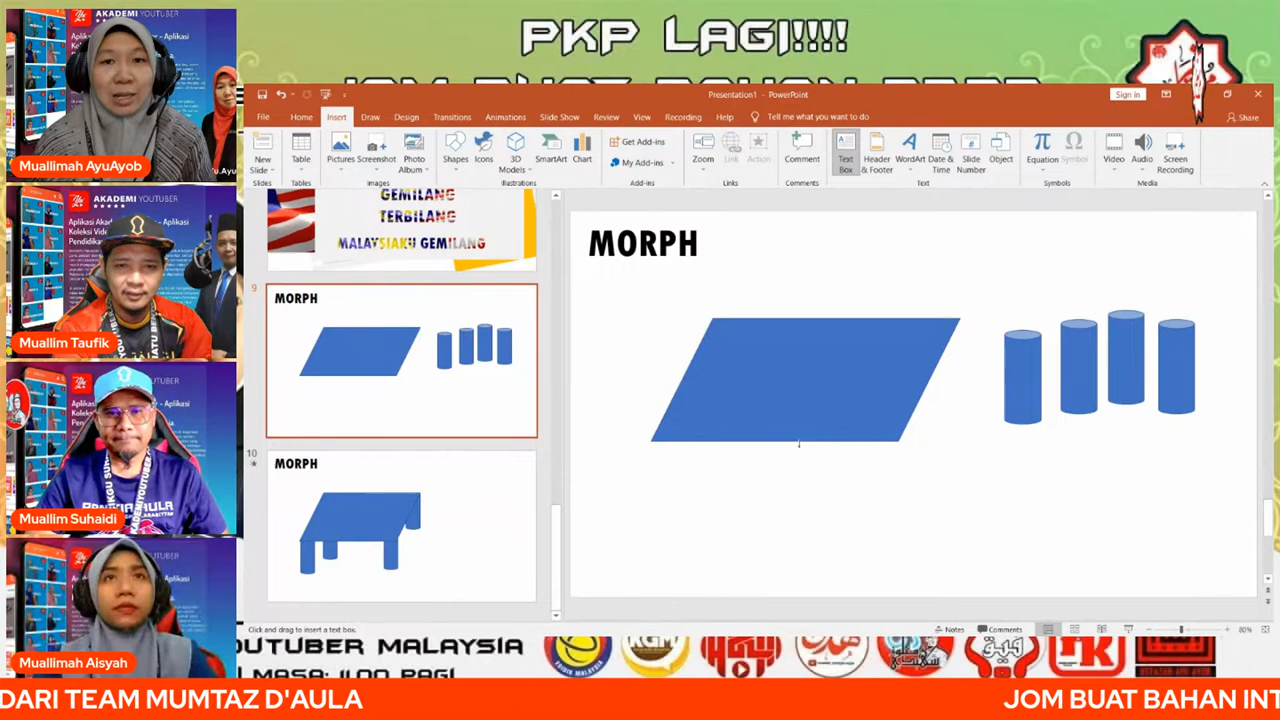 PKP LAGI!!!!
AKADEMI YOUTUBER
Muallimah AyuAyob
AKADEMI YOUTUBER
Muallim Taufik
Muallim Suhaidi
Muallimah Aisyah
Presentation1 - PowerPoint
Sign in
File Home Insert Draw Design Transitions Animations Slide Show Review View Recording Help Tell me what you want to do Share
New Slides Table Pictures Screenshot Photo Album Shapes Icons 3D Models SmartArt Chart Get Add-ins My Add-ins Zoom Link Action Comment Text Box Header & Footer WordArt Date & Time Slide Number Object Equation Symbol Video Audio Screen Recording
Slides Tables Images Illustrations Add-ins Links Comments Text Symbols Media
GEMILANG
TERBILANG
MALAYSIAKU GEMILANG
9
MORPH
10
MORPH
MORPH
Click and drag to insert a text box.
Notes Comments 80%
OUTUBER MALAYSIA
MASA: 11.00 PAGI
DARI TEAM MUMTAZ D'AULA
JOM BUAT BAHAN INT